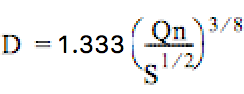 D = 1.333 (Qn / S^1/2)^3/8